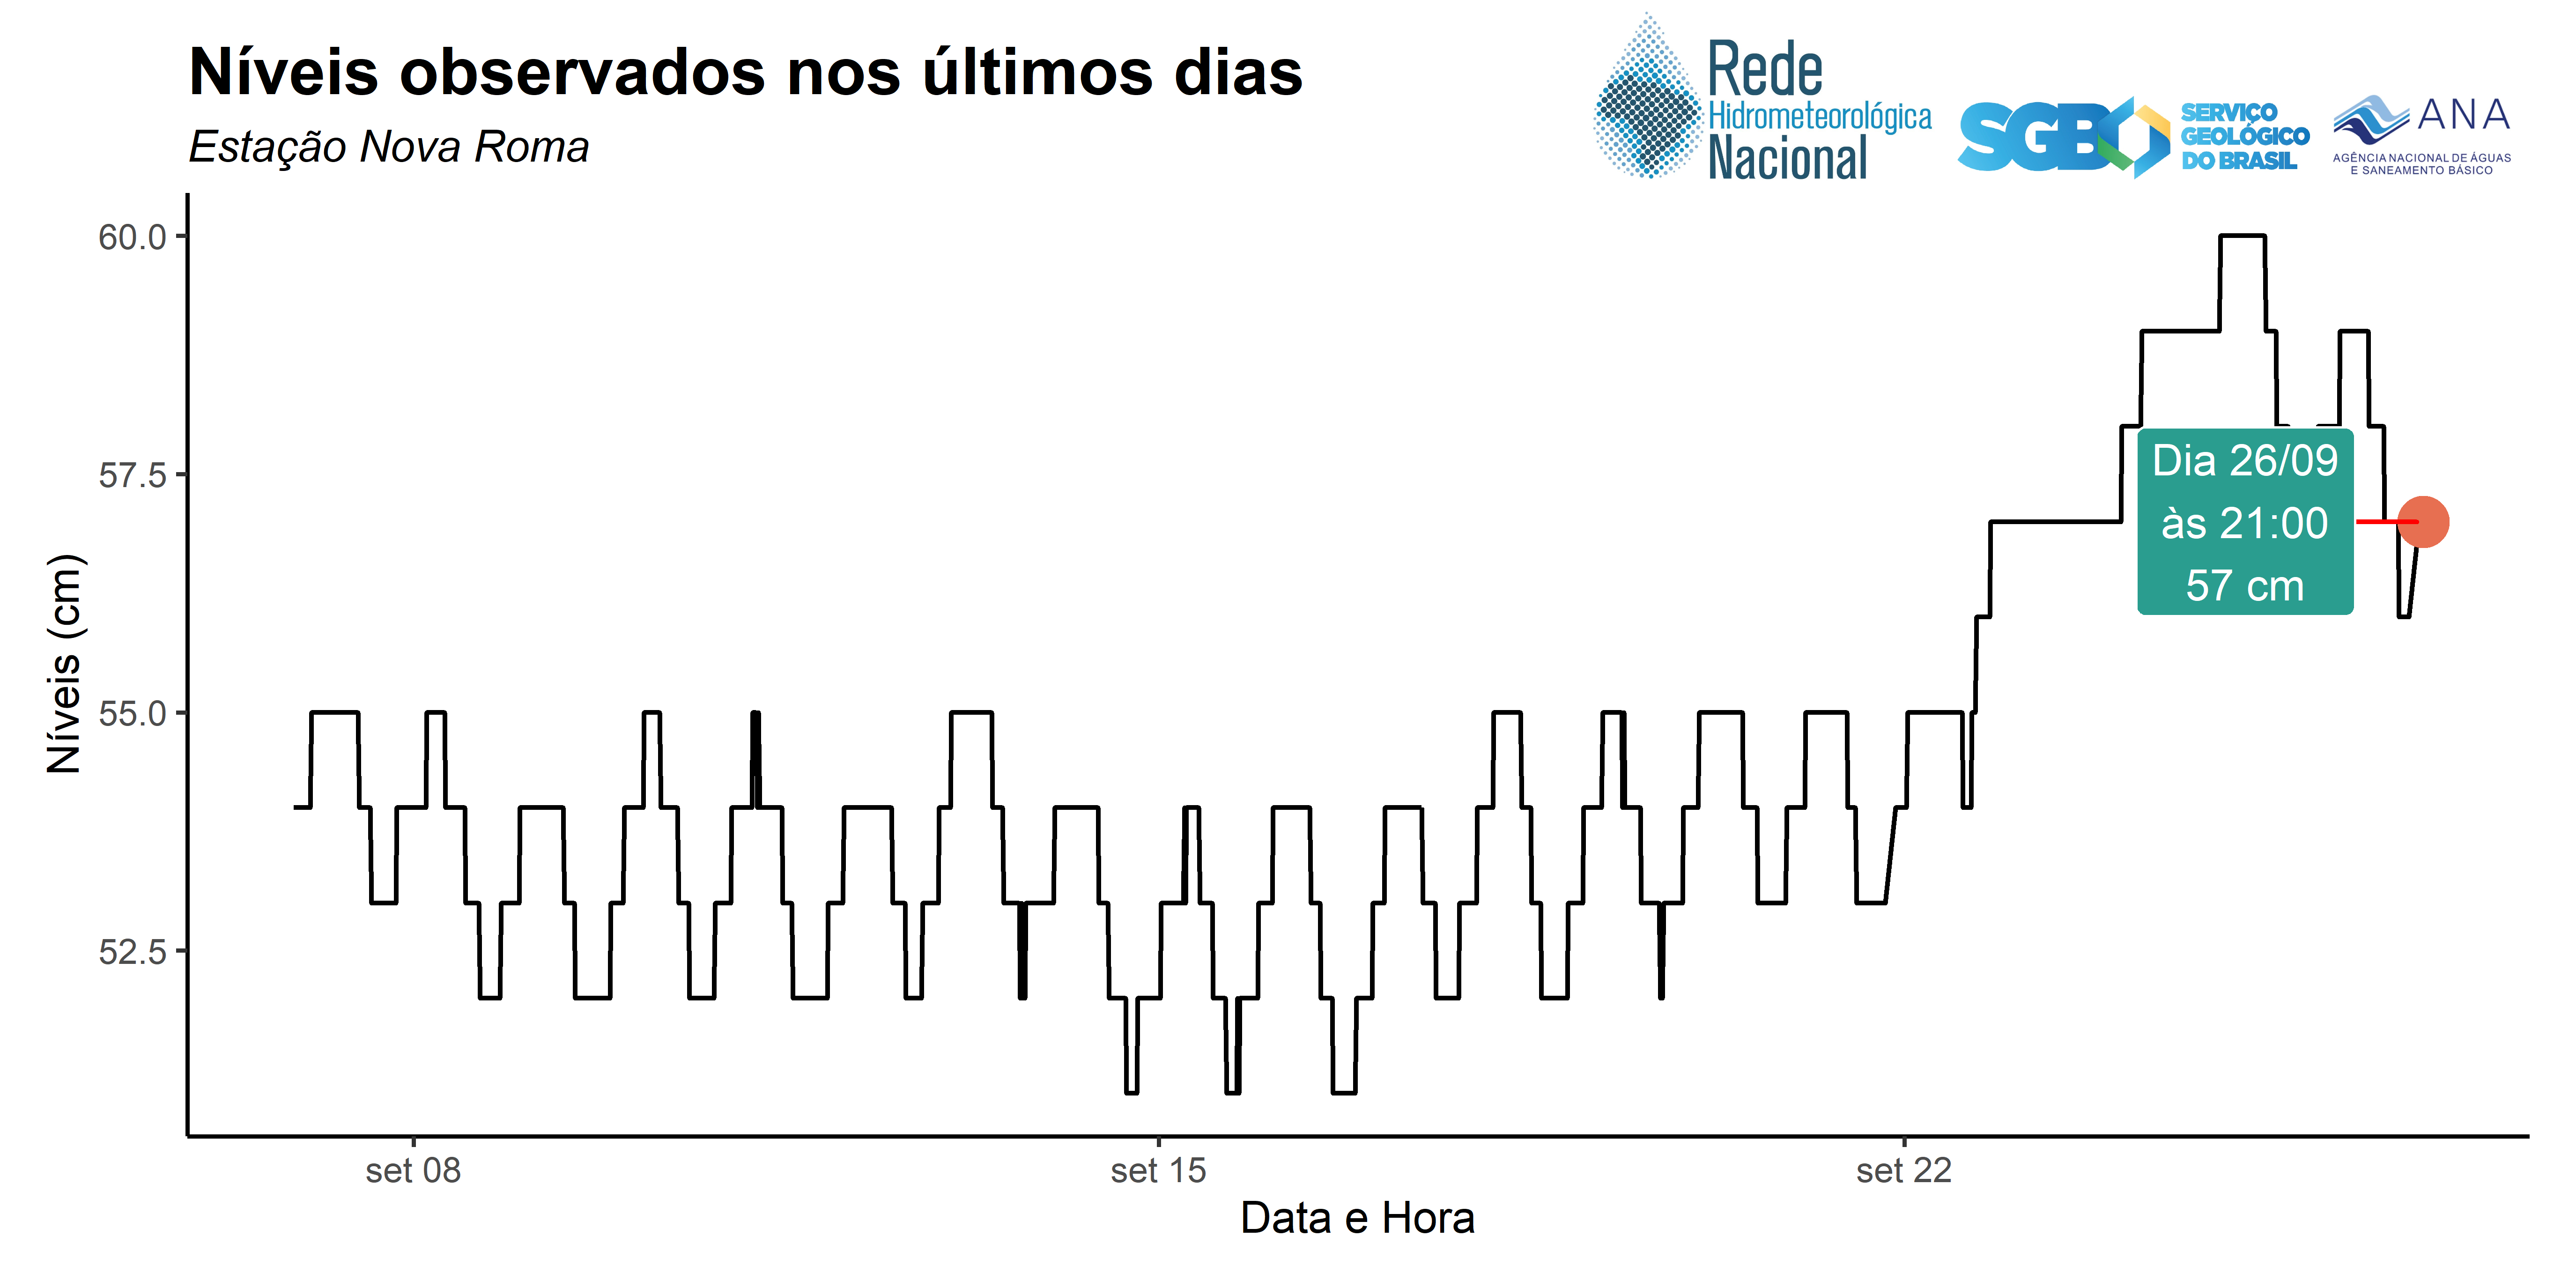 Níveis observados nos últimos dias
Estação Nova Roma
Rede
Hidrometeorológica
Nacional
SGB
SERVIÇO
GEOLÓGICO
DO BRASIL
ANA
AGÊNCIA NACIONAL DE ÁGUAS
E SANEAMENTO BÁSICO
Níveis (cm)
60.0
57.5
55.0
52.5
Dia 26/09
às 21:00
57 cm
set 08
set 15
set 22
Data e Hora